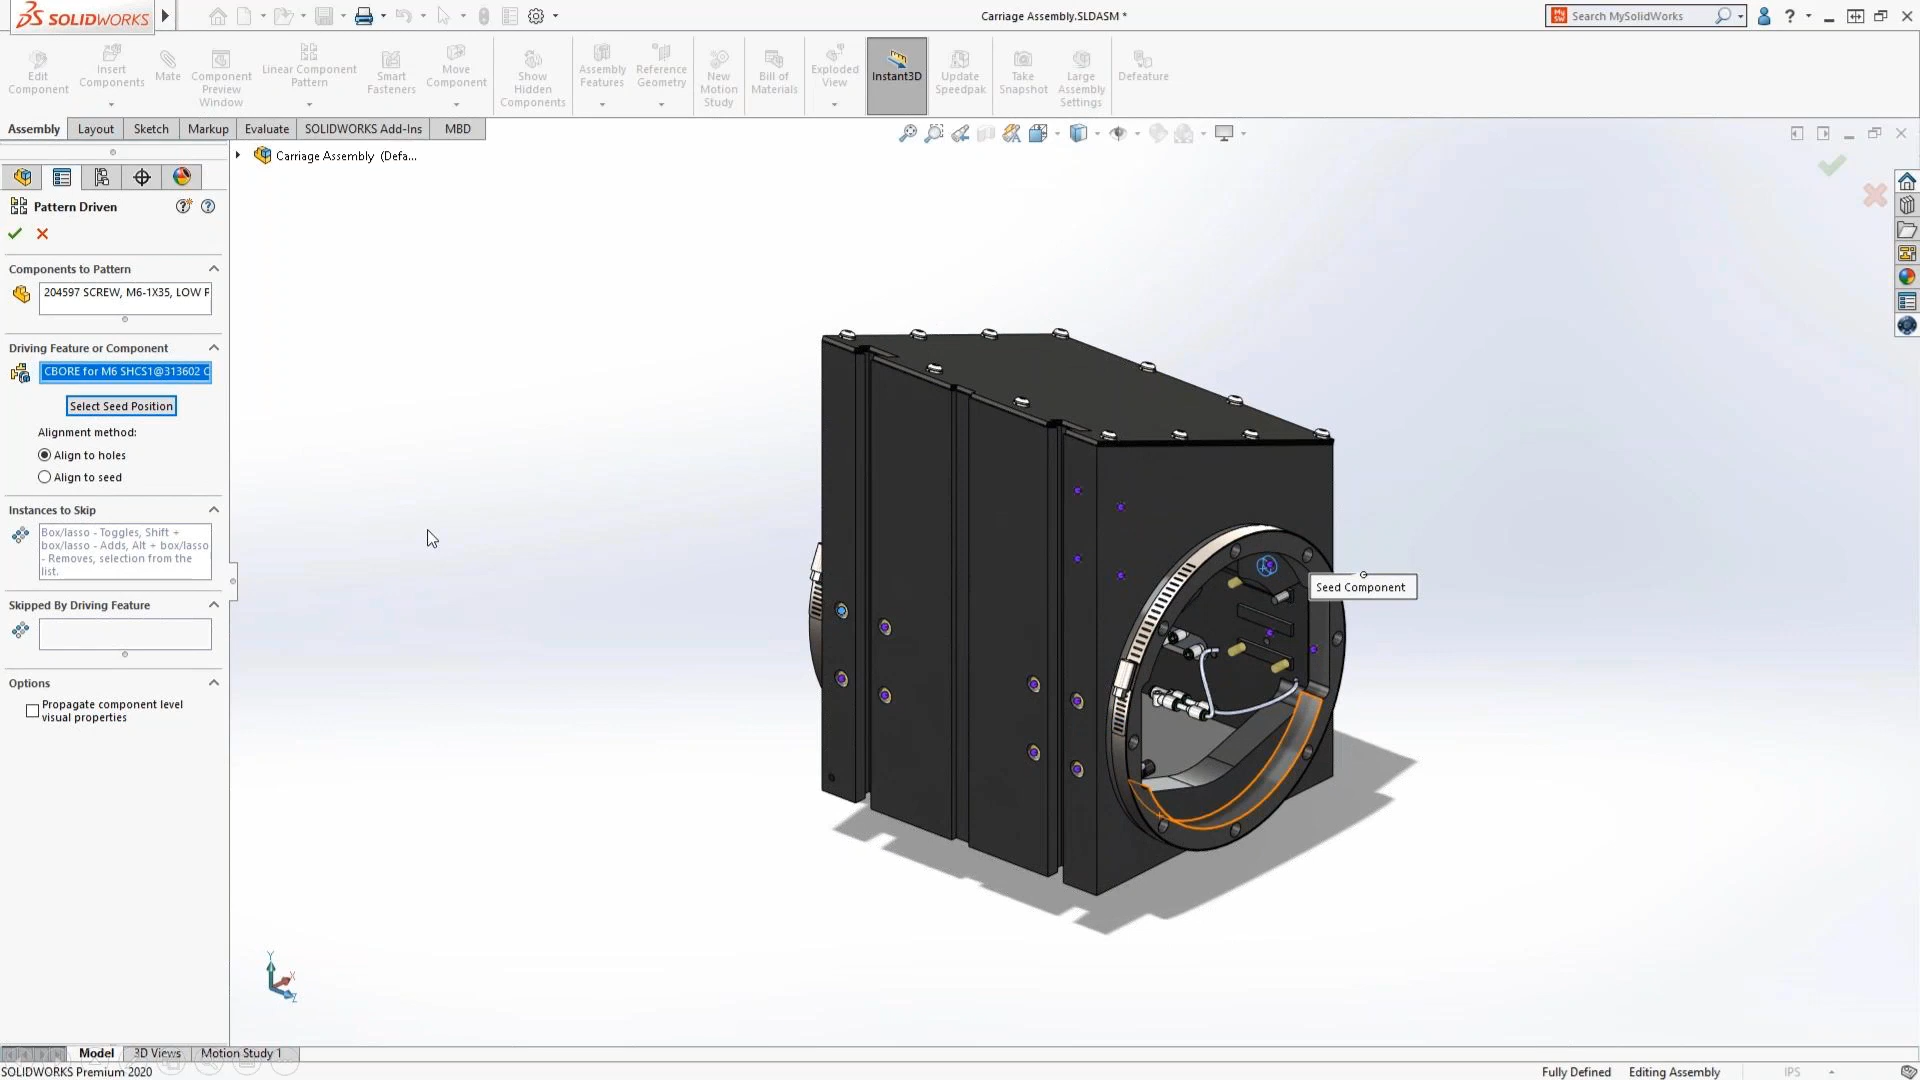 SOLIDWORKS
Carriage Assembly.SLDASM *
Search MySolidWorks
Edit Component
Insert Components
Mate
Component Preview Window
Linear Component Pattern
Smart Fasteners
Move Component
Show Hidden Components
Assembly Features
Reference Geometry
New Motion Study
Bill of Materials
Exploded View
Instant3D
Update Speedpak
Take Snapshot
Large Assembly Settings
Defeature
Assembly
Layout
Sketch
Markup
Evaluate
SOLIDWORKS Add-Ins
MBD
Carriage Assembly (Defa...
Pattern Driven
Components to Pattern
204597 SCREW, M6-1X35, LOW
Driving Feature or Component
CBORE for M6 SHCS1@313602
Select Seed Position
Alignment method:
Align to holes
Align to seed
Instances to Skip
Box/lasso - Toggles, Shift +
box/lasso - Adds, Alt + box/lasso
- Removes, selection from the
list.
Skipped By Driving Feature
Options
Propagate component level
visual properties
Seed Component
Y
X
Z
Model
3D Views
Motion Study 1
SOLIDWORKS Premium 2020
Fully Defined
Editing Assembly
IPS